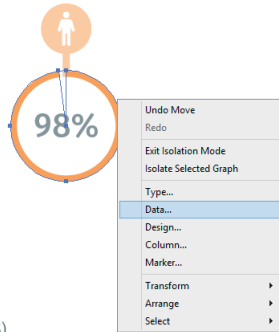 98%
Undo Move
Redo
Exit Isolation Mode
Isolate Selected Graph
Type...
Data...
Design...
Column...
Marker...
Transform
Arrange
Select
)